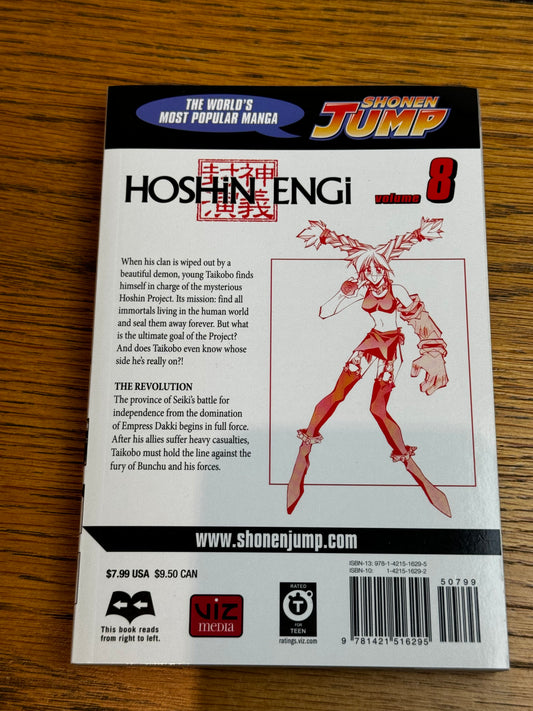 THE WORLD'S
MOST POPULAR MANGA
SHONEN
JUMP
封神
演義
HOSHiN ENGi
volume 8
When his clan is wiped out by a
beautiful demon, young Taikobo finds
himself in charge of the mysterious
Hoshin Project. Its mission: find all
immortals living in the human world
and seal them away forever. But what
is the ultimate goal of the Project?
And does Taikobo even know whose
side he's really on?!
THE REVOLUTION
The province of Seiki's battle for
independence from the domination
of Empress Dakki begins in full force.
After his allies suffer heavy casualties,
Taikobo must hold the line against the
fury of Bunchu and his forces.
www.shonenjump.com
$7.99 USA $9.50 CAN
This book reads
from right to left.
VIZ
MEDIA
RATED
T
FOR
TEEN
ratings.viz.com
ISBN-13: 978-1-4215-1629-5
ISBN-10: 1-4215-1629-2
50799
9 781421 516295